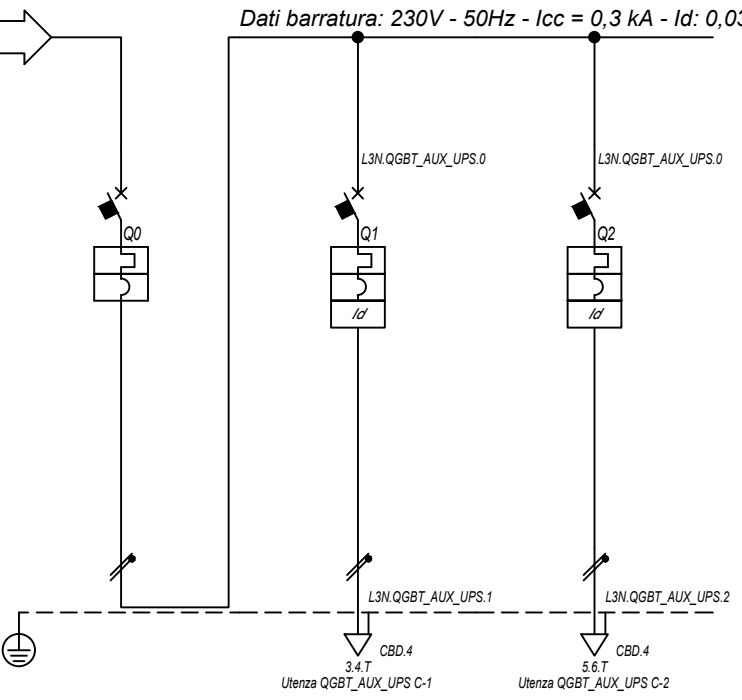 Dati barratura: 230V - 50Hz - Icc = 0,3 kA - Id: 0,03
L3N.QGBT_AUX_UPS.0
L3N.QGBT_AUX_UPS.0
Q0
Q1
Q2
Id
Id
L3N.QGBT_AUX_UPS.1
L3N.QGBT_AUX_UPS.2
CBD.4
CBD.4
3.4.T
5.6.T
Utenza QGBT_AUX_UPS C-1
Utenza QGBT_AUX_UPS C-2